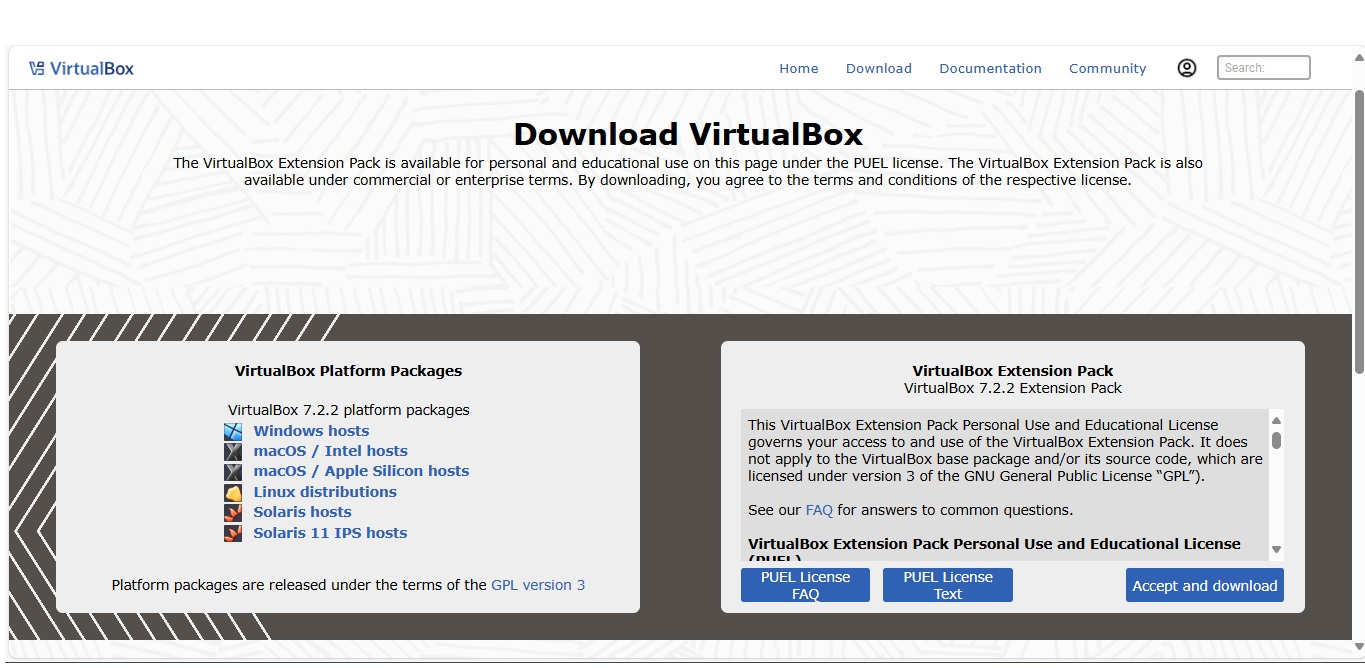 VirtualBox
Home
Download
Documentation
Community
Search:
Download VirtualBox
The VirtualBox Extension Pack is available for personal and educational use on this page under the PUEL license. The VirtualBox Extension Pack is also
available under commercial or enterprise terms. By downloading, you agree to the terms and conditions of the respective license.
VirtualBox Platform Packages
VirtualBox 7.2.2 platform packages
Windows hosts
macOS / Intel hosts
macOS / Apple Silicon hosts
Linux distributions
Solaris hosts
Solaris 11 IPS hosts
Platform packages are released under the terms of the GPL version 3
VirtualBox Extension Pack
VirtualBox 7.2.2 Extension Pack
This VirtualBox Extension Pack Personal Use and Educational License
governs your access to and use of the VirtualBox Extension Pack. It does
not apply to the VirtualBox base package and/or its source code, which are
licensed under version 3 of the GNU General Public License “GPL”).
See our FAQ for answers to common questions.
VirtualBox Extension Pack Personal Use and Educational License
(PUEL)
PUEL License
FAQ
PUEL License
Text
Accept and download